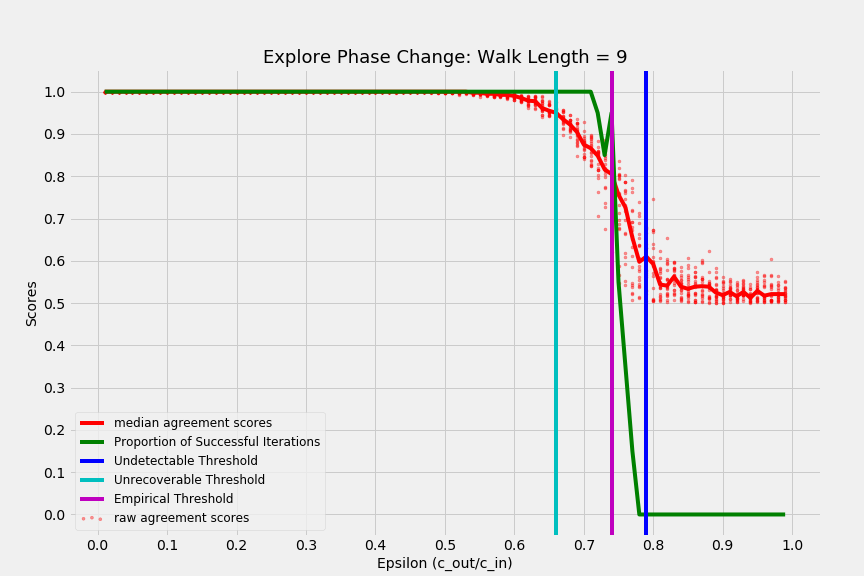 Explore Phase Change: Walk Length = 9
Scores
1.0
0.9
0.8
0.7
0.6
0.5
0.4
0.3
0.2
0.1
0.0
median agreement scores
Proportion of Successful Iterations
Undetectable Threshold
Unrecoverable Threshold
Empirical Threshold
raw agreement scores
0.0 0.1 0.2 0.3 0.4 0.5 0.6 0.7 0.8 0.9 1.0
Epsilon (c_out/c_in)